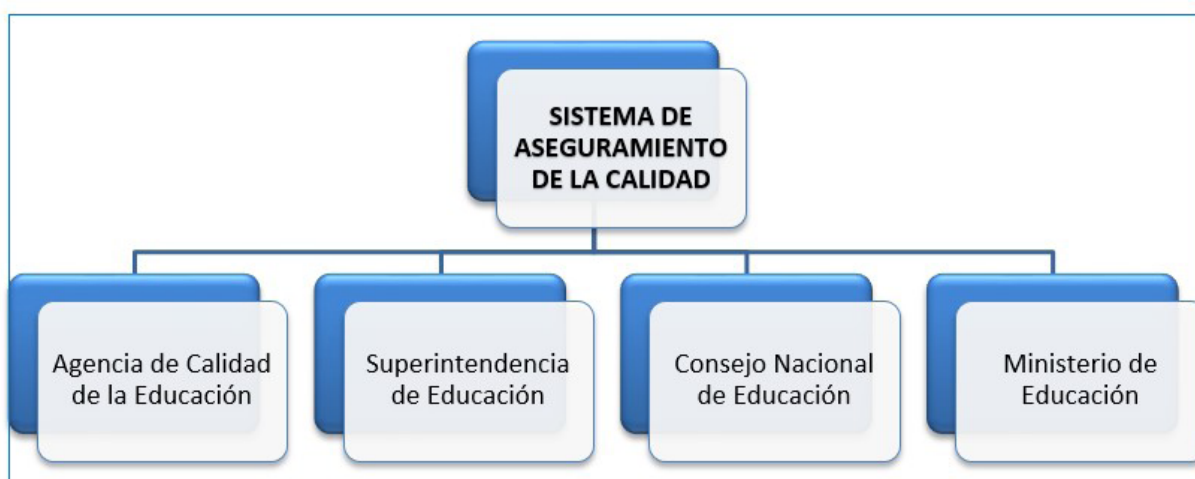 SISTEMA DE
ASEGURAMIENTO
DE LA CALIDAD
Agencia de Calidad
de la Educación
Superintendencia
de Educación
Consejo Nacional
de Educación
Ministerio de
Educación